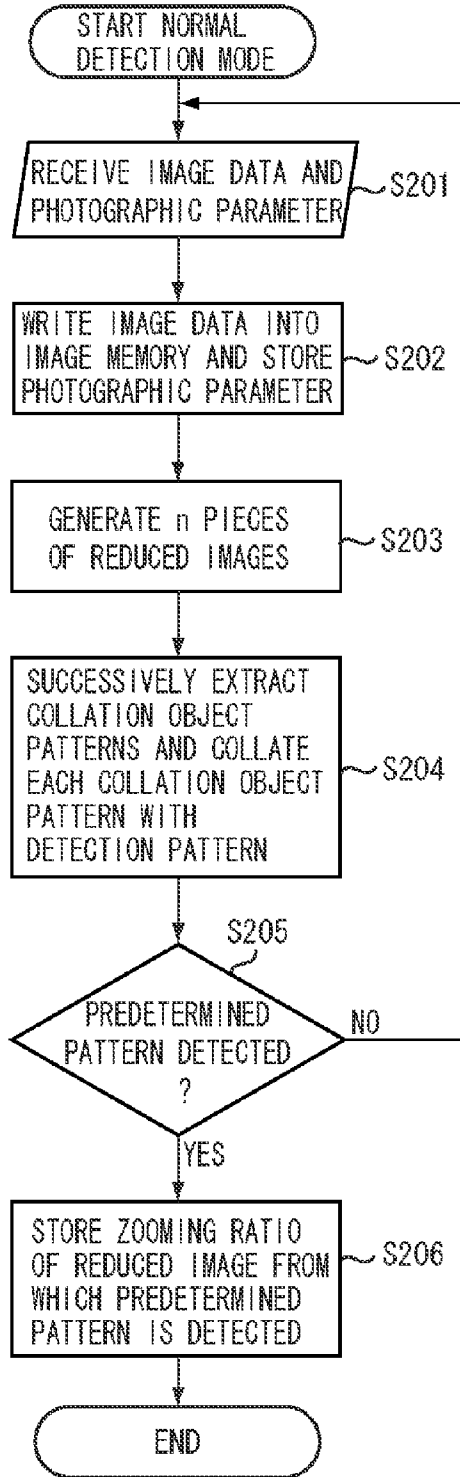 START NORMAL
DETECTION MODE
RECEIVE IMAGE DATA AND
PHOTOGRAPHIC PARAMETER
S201
WRITE IMAGE DATA INTO
IMAGE MEMORY AND STORE
PHOTOGRAPHIC PARAMETER
S202
GENERATE n PIECES
OF REDUCED IMAGES
S203
SUCCESSIVELY EXTRACT
COLLATION OBJECT
PATTERNS AND COLLATE
EACH COLLATION OBJECT
PATTERN WITH
DETECTION PATTERN
S204
S205
PREDETERMINED
PATTERN DETECTED
?
NO
YES
STORE ZOOMING RATIO
OF REDUCED IMAGE FROM
WHICH PREDETERMINED
PATTERN IS DETECTED
S206
END